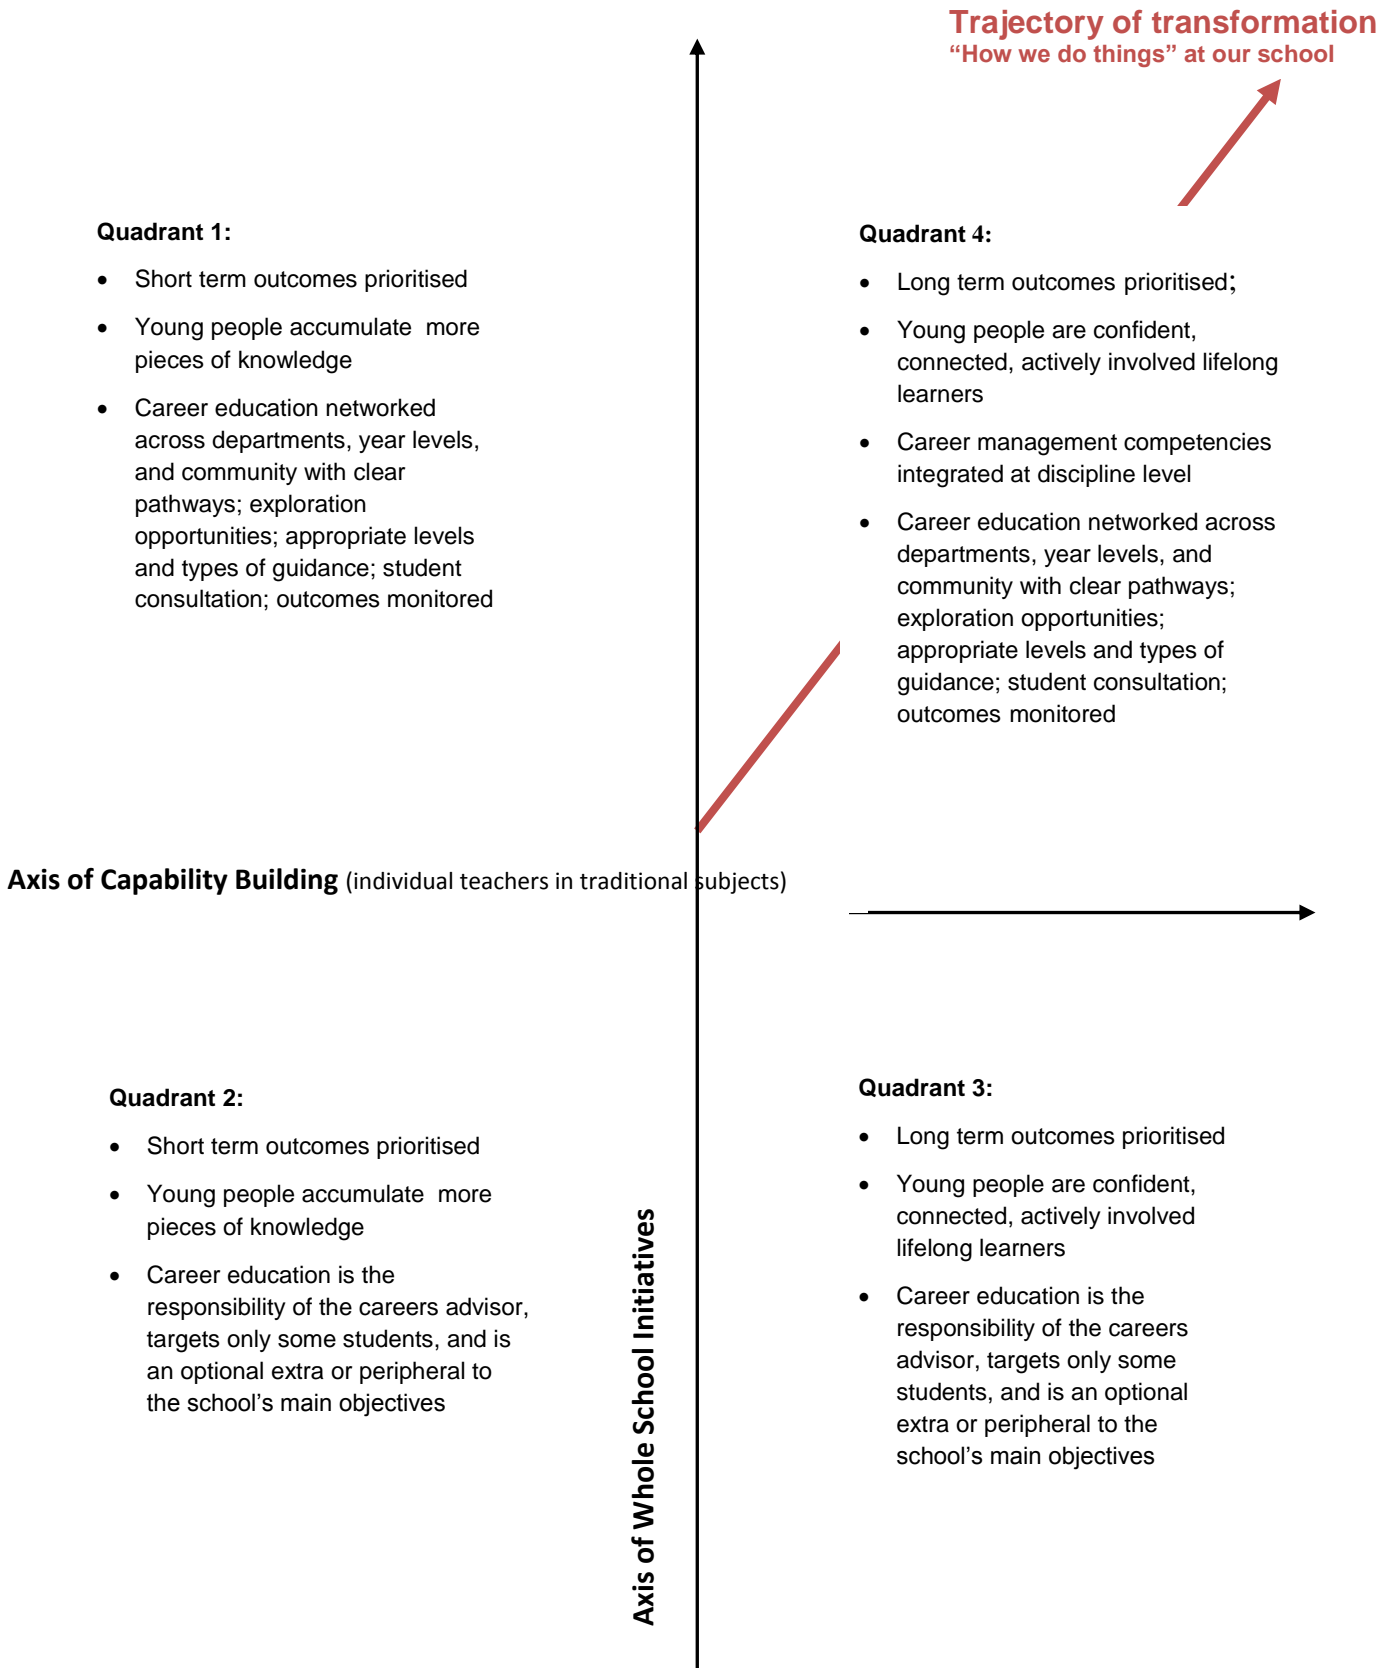 Trajectory of transformation
“How we do things” at our school
Quadrant 1:
• Short term outcomes prioritised
• Young people accumulate  more
pieces of knowledge
• Career education networked
across departments, year levels,
and community with clear
pathways; exploration
opportunities; appropriate levels
and types of guidance; student
consultation; outcomes monitored
Quadrant 4:
• Long term outcomes prioritised;
• Young people are confident,
connected, actively involved lifelong
learners
• Career management competencies
integrated at discipline level
• Career education networked across
departments, year levels, and
community with clear pathways;
exploration opportunities;
appropriate levels and types of
guidance; student consultation;
outcomes monitored
Axis of Capability Building (individual teachers in traditional subjects)
Quadrant 2:
• Short term outcomes prioritised
• Young people accumulate  more
pieces of knowledge
• Career education is the
responsibility of the careers advisor,
targets only some students, and is
an optional extra or peripheral to
the school’s main objectives
Axis of Whole School Initiatives
Quadrant 3:
• Long term outcomes prioritised
• Young people are confident,
connected, actively involved
lifelong learners
• Career education is the
responsibility of the careers
advisor, targets only some
students, and is an optional
extra or peripheral to the
school’s main objectives